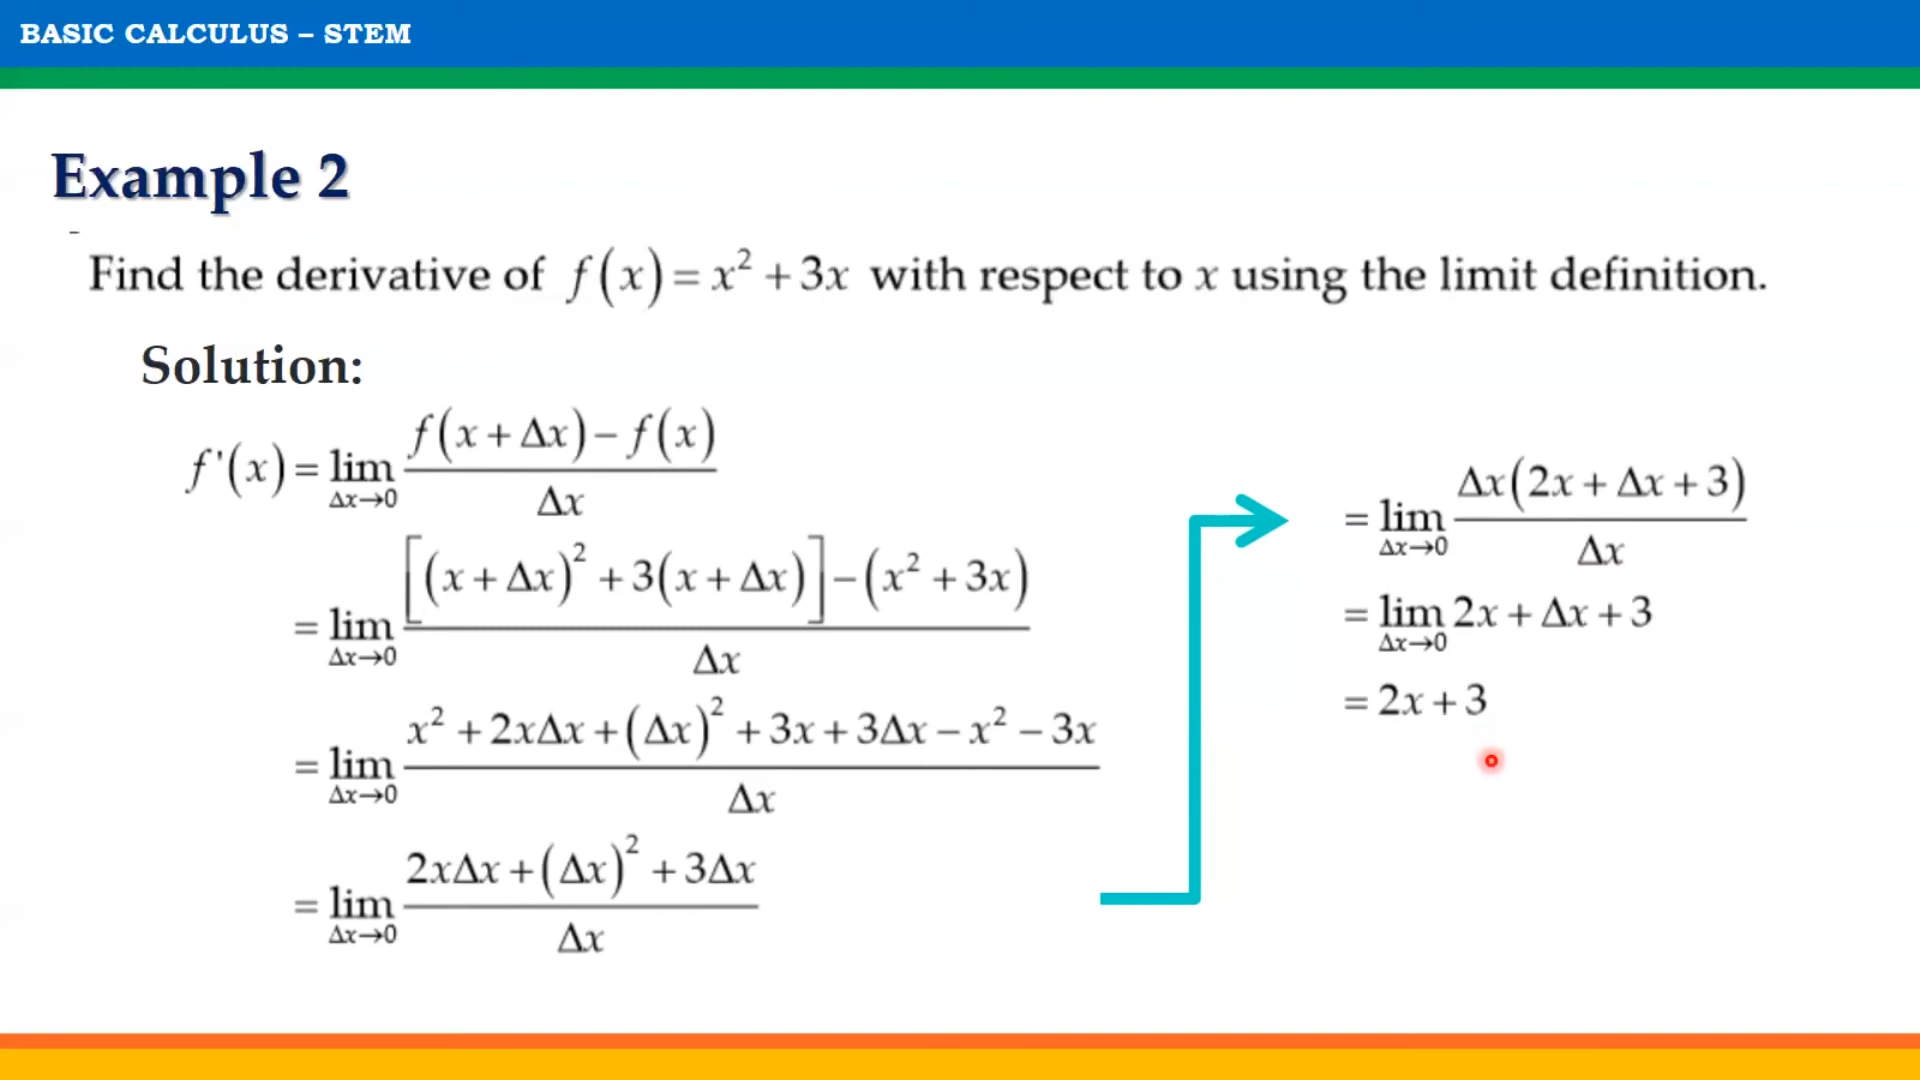 BASIC CALCULUS – STEM
Example 2
Find the derivative of f(x) = x² + 3x with respect to x using the limit definition.
Solution:
f'(x) = lim_{Δx→0} (f(x + Δx) − f(x)) / Δx
= lim_{Δx→0} ([(x + Δx)² + 3(x + Δx)] − (x² + 3x)) / Δx
= lim_{Δx→0} (x² + 2xΔx + (Δx)² + 3x + 3Δx − x² − 3x) / Δx
= lim_{Δx→0} (2xΔx + (Δx)² + 3Δx) / Δx
= lim_{Δx→0} Δx(2x + Δx + 3) / Δx
= lim_{Δx→0} 2x + Δx + 3
= 2x + 3